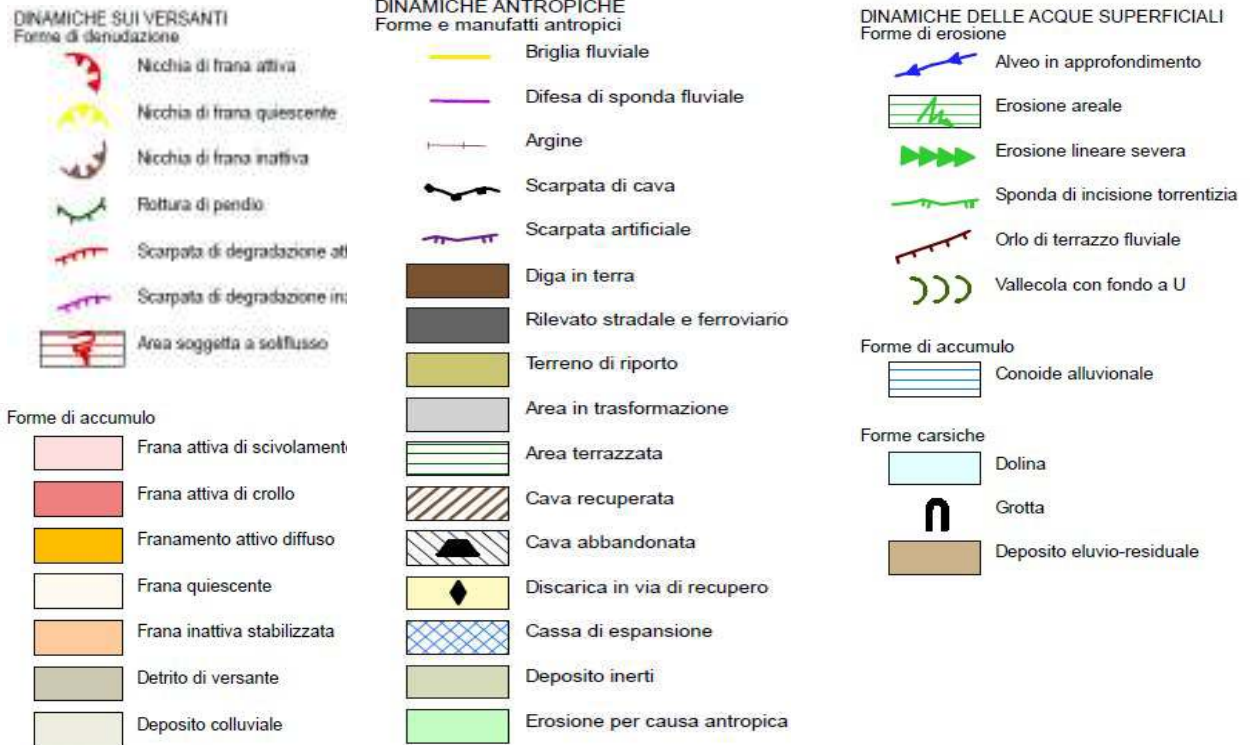 DINAMICHE SUI VERSANTI
Forme di denudazione
Nicchia di frana attiva
Nicchia di frana quiescente
Nicchia di frana inattiva
Rottura di pendio
Scarpata di degradazione att
Scarpata di degradazione ina
Area soggetta a soliflusso
Forme di accumulo
Frana attiva di scivolamento
Frana attiva di crollo
Franamento attivo diffuso
Frana quiescente
Frana inattiva stabilizzata
Detrito di versante
Deposito colluviale
DINAMICHE ANTROPICHE
Forme e manufatti antropici
Briglia fluviale
Difesa di sponda fluviale
Argine
Scarpata di cava
Scarpata artificiale
Diga in terra
Rilevato stradale e ferroviario
Terreno di riporto
Area in trasformazione
Area terrazzata
Cava recuperata
Cava abbandonata
Discarica in via di recupero
Cassa di espansione
Deposito inerti
Erosione per causa antropica
DINAMICHE DELLE ACQUE SUPERFICIALI
Forme di erosione
Alveo in approfondimento
Erosione areale
Erosione lineare severa
Sponda di incisione torrentizia
Orlo di terrazzo fluviale
Vallecola con fondo a U
Forme di accumulo
Conoide alluvionale
Forme carsiche
Dolina
Grotta
Deposito eluvio-residuale